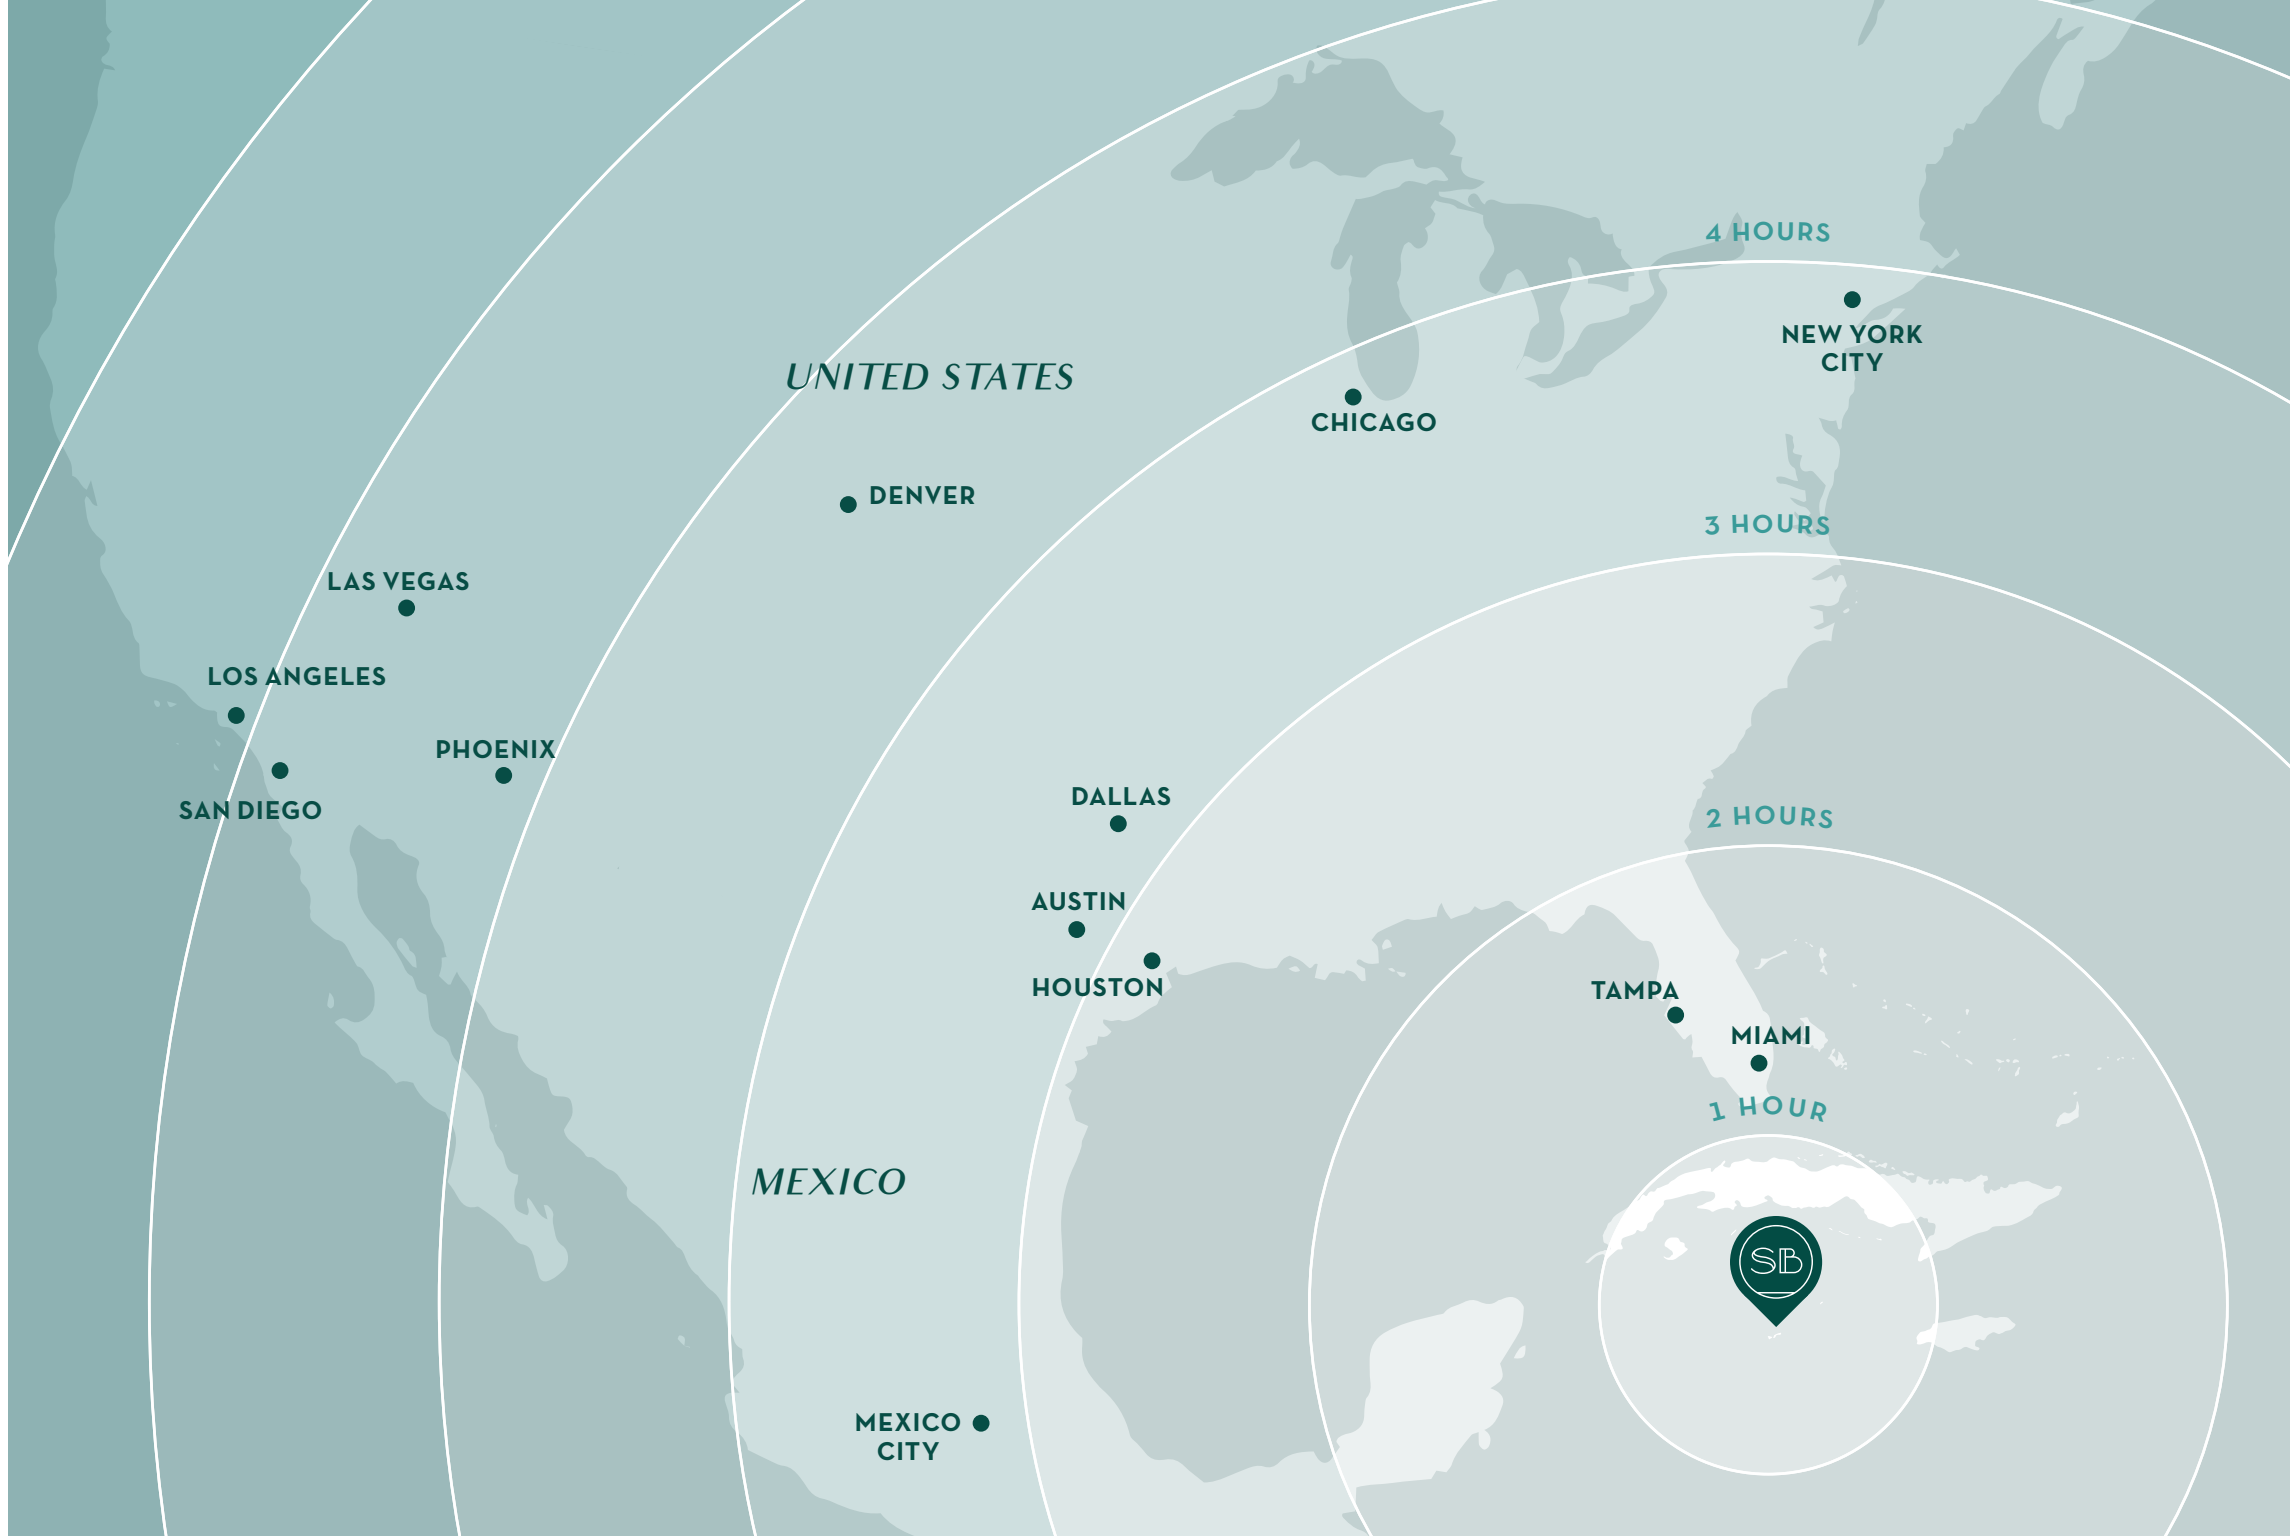 4 HOURS
NEW YORK
CITY
UNITED STATES
CHICAGO
DENVER
3 HOURS
LAS VEGAS
LOS ANGELES
PHOENIX
SAN DIEGO
DALLAS
2 HOURS
AUSTIN
HOUSTON
TAMPA
MIAMI
1 HOUR
MEXICO
SB
MEXICO
CITY